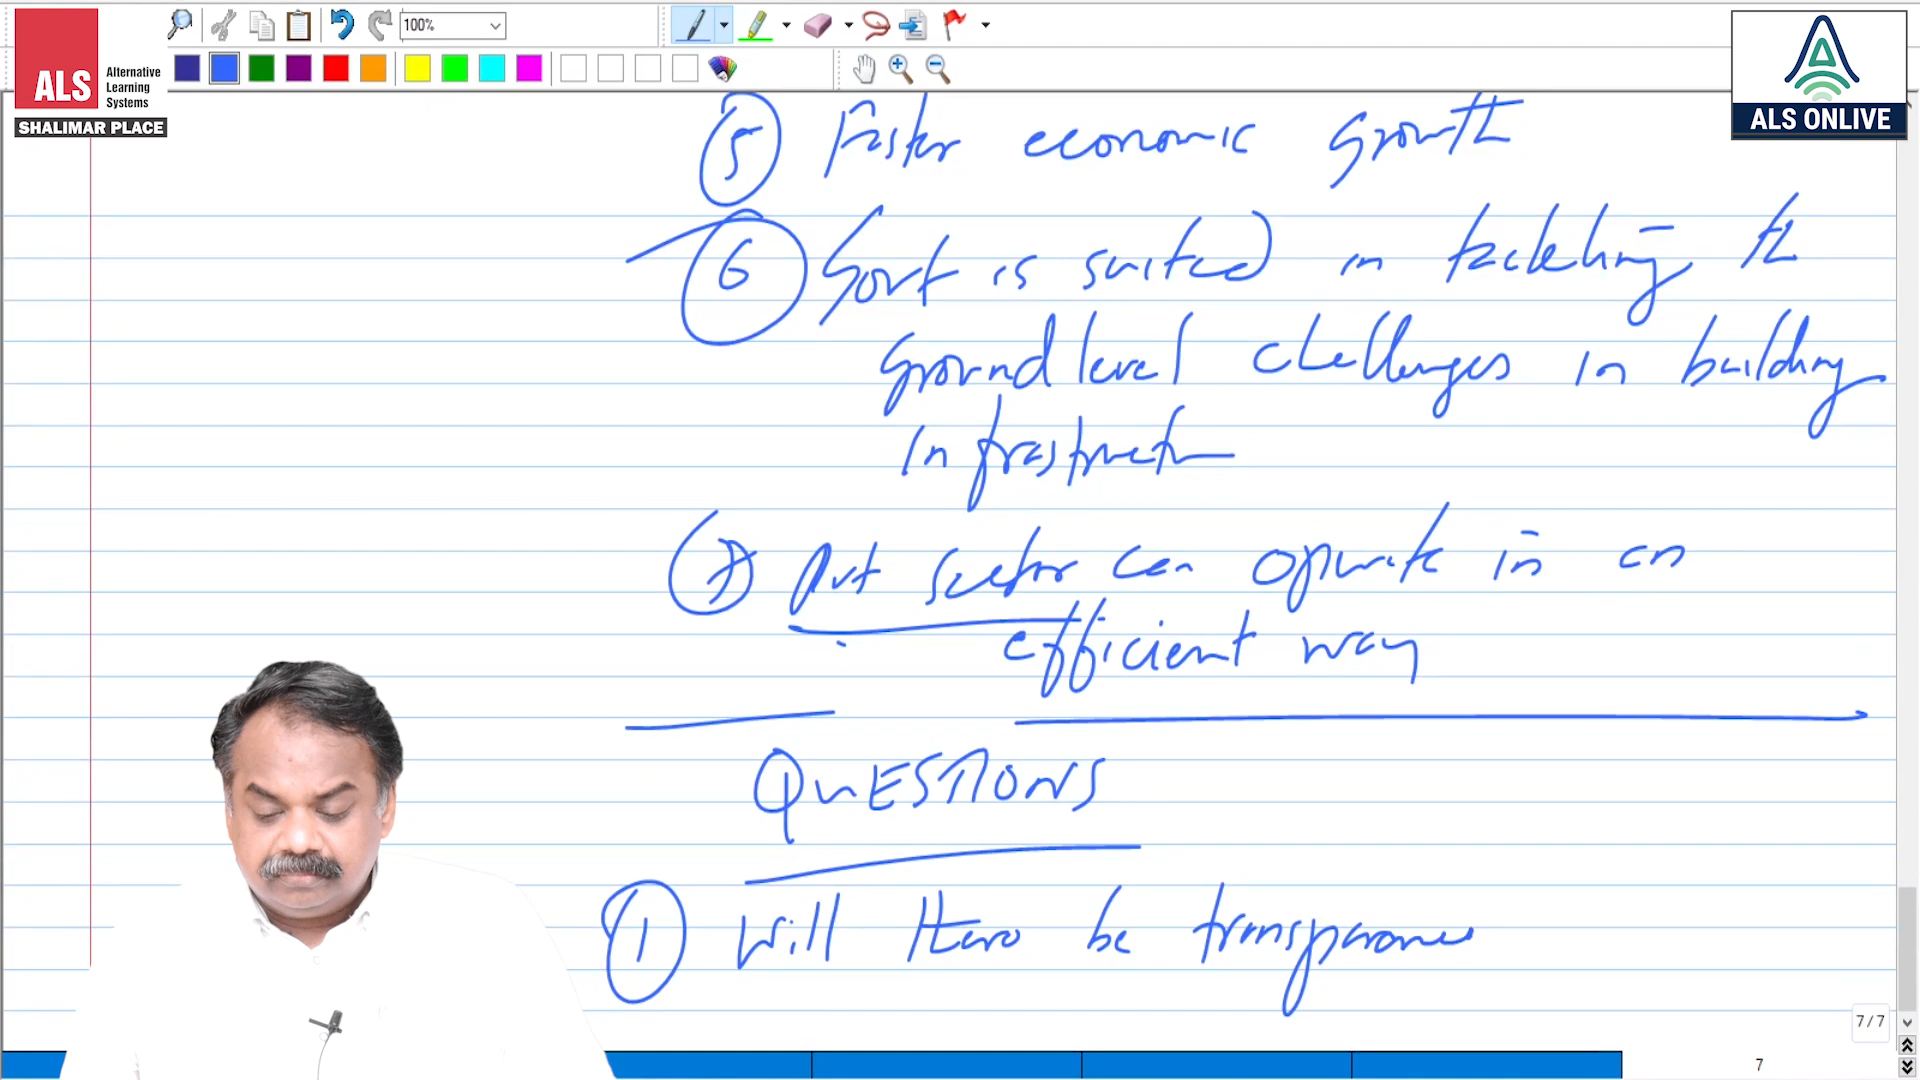 100%
ALS
Alternative
Learning
Systems
SHALIMAR PLACE
ALS ONLIVE
5 Faster economic growth
6 Govt is suited in tackling the
ground level challenges in building
infrastructure
7 Pvt sector can operate in an
efficient way
QUESTIONS
1 Will there be transparency
7/7
7